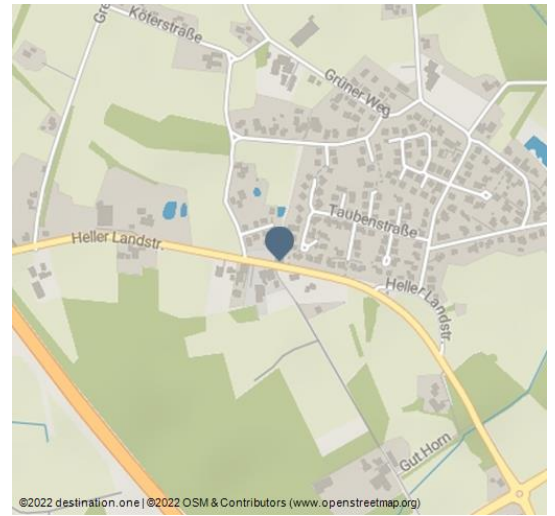 Köterstraße
Gre
Grüner Weg
Taubenstraße
Heller Landstr.
Heller Landstr.
Gut Horn
©2022 destination.one | ©2022 OSM & Contributors (www.openstreetmap.org)